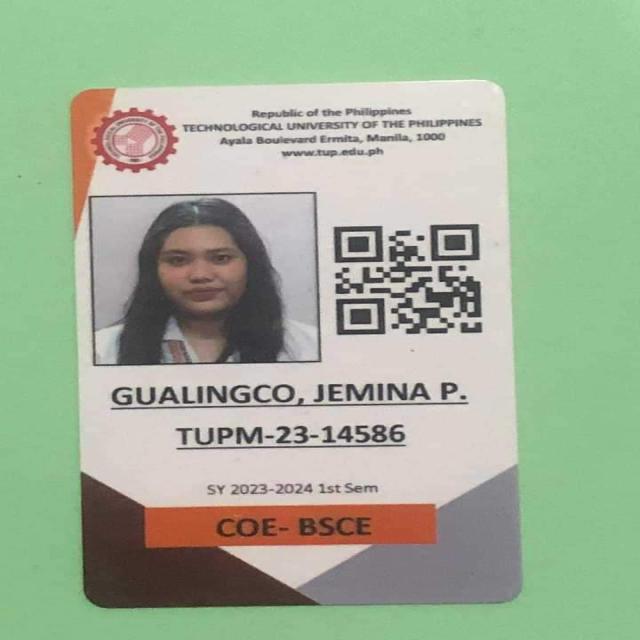 Republic of the Philippines
TECHNOLOGICAL UNIVERSITY OF THE PHILIPPINES
Ayala Boulevard Ermita, Manila, 1000
www.tup.edu.ph
GUALINGCO, JEMINA P.
TUPM-23-14586
SY 2023-2024 1st Sem
COE- BSCE